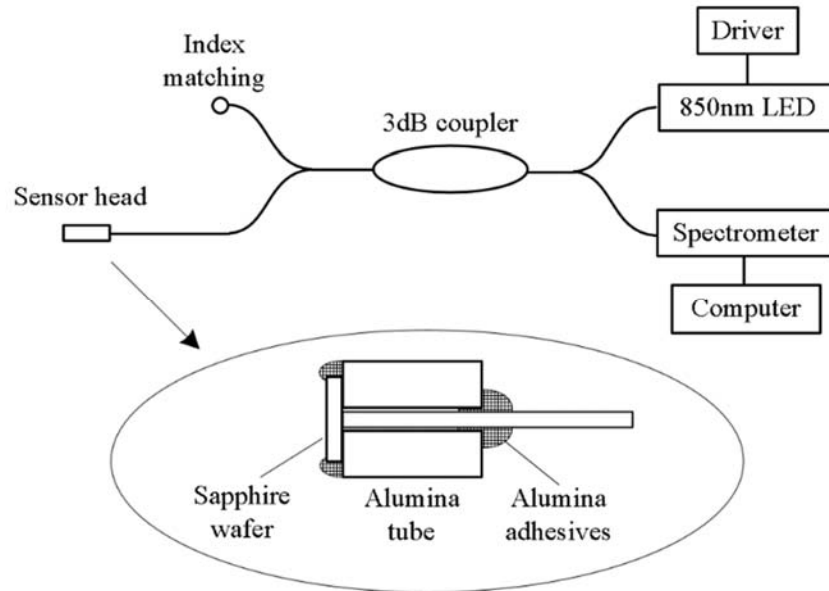 Driver
Index
matching
850nm LED
3dB coupler
Sensor head
Spectrometer
Computer
Sapphire
wafer
Alumina
tube
Alumina
adhesives